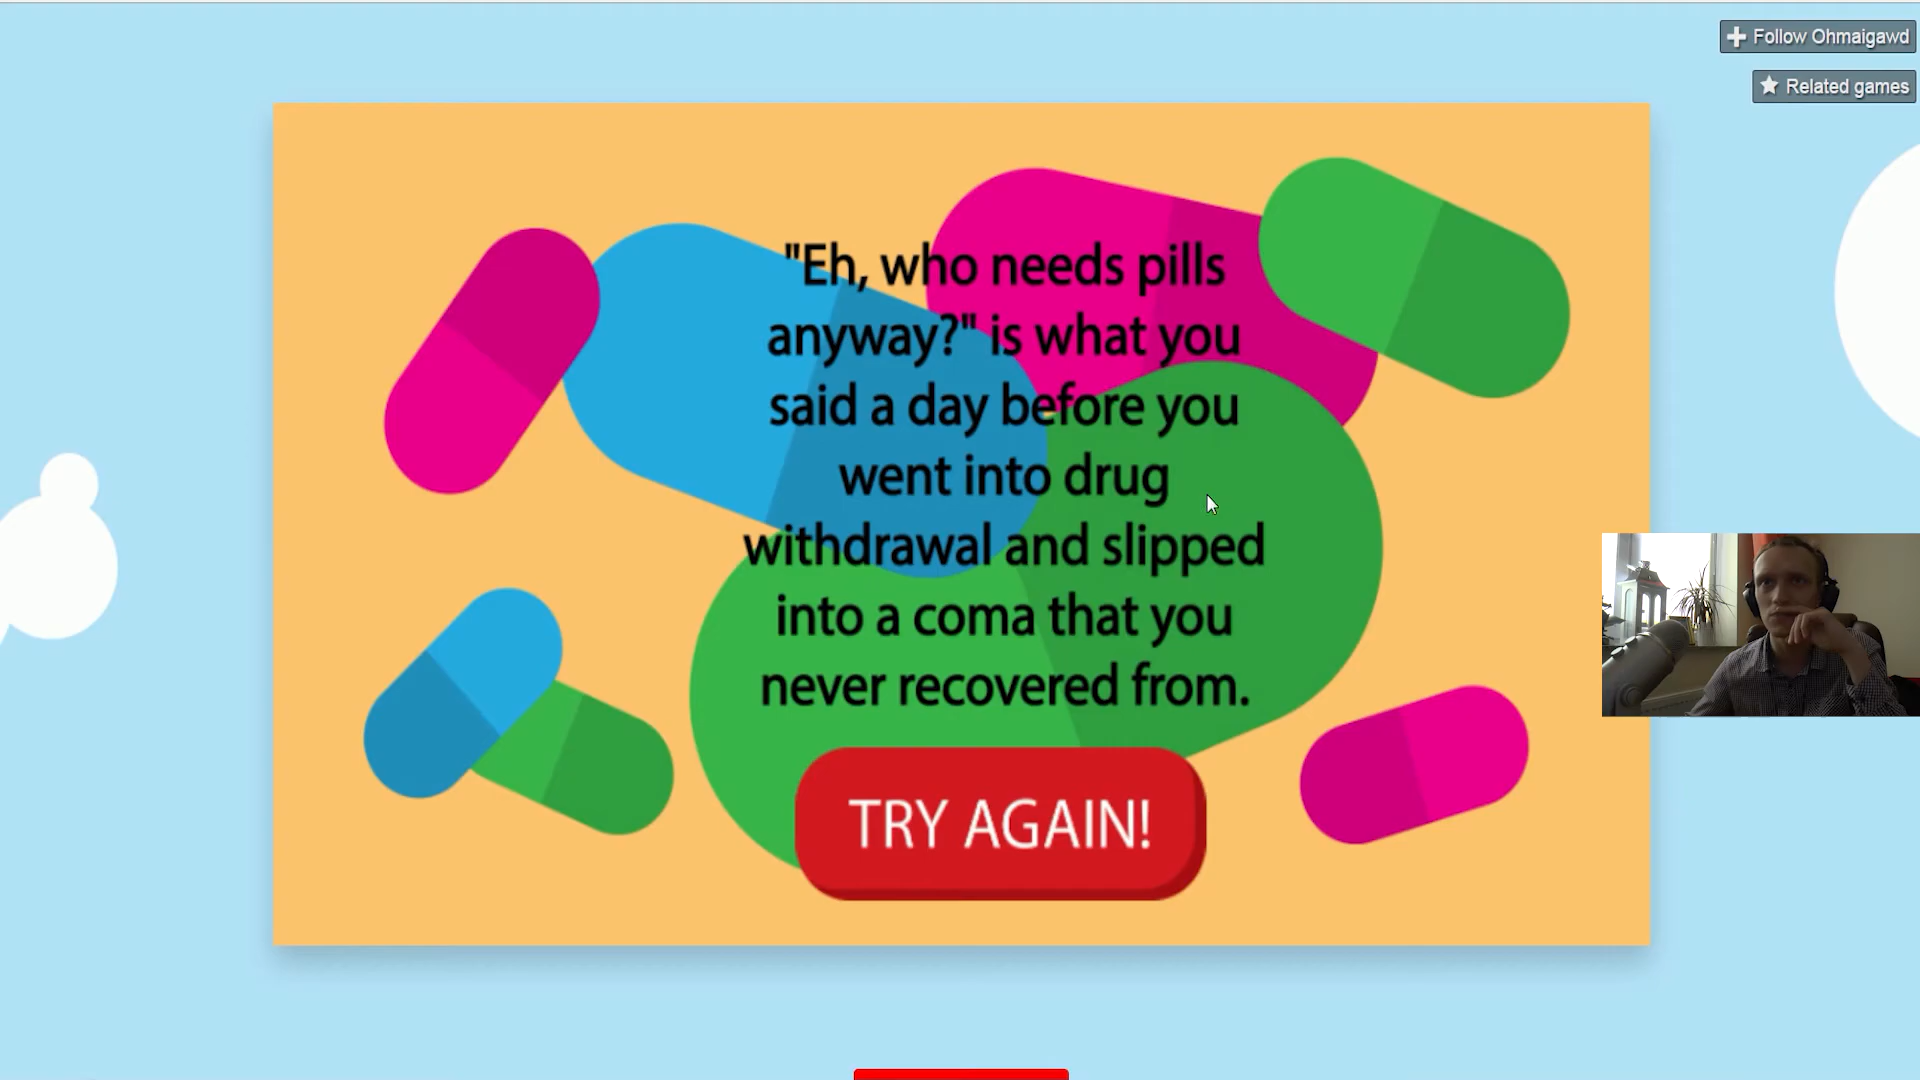 Follow Ohmaigawd
Related games
"Eh, who needs pills
anyway?" is what you
said a day before you
went into drug
withdrawal and slipped
into a coma that you
never recovered from.
TRY AGAIN!